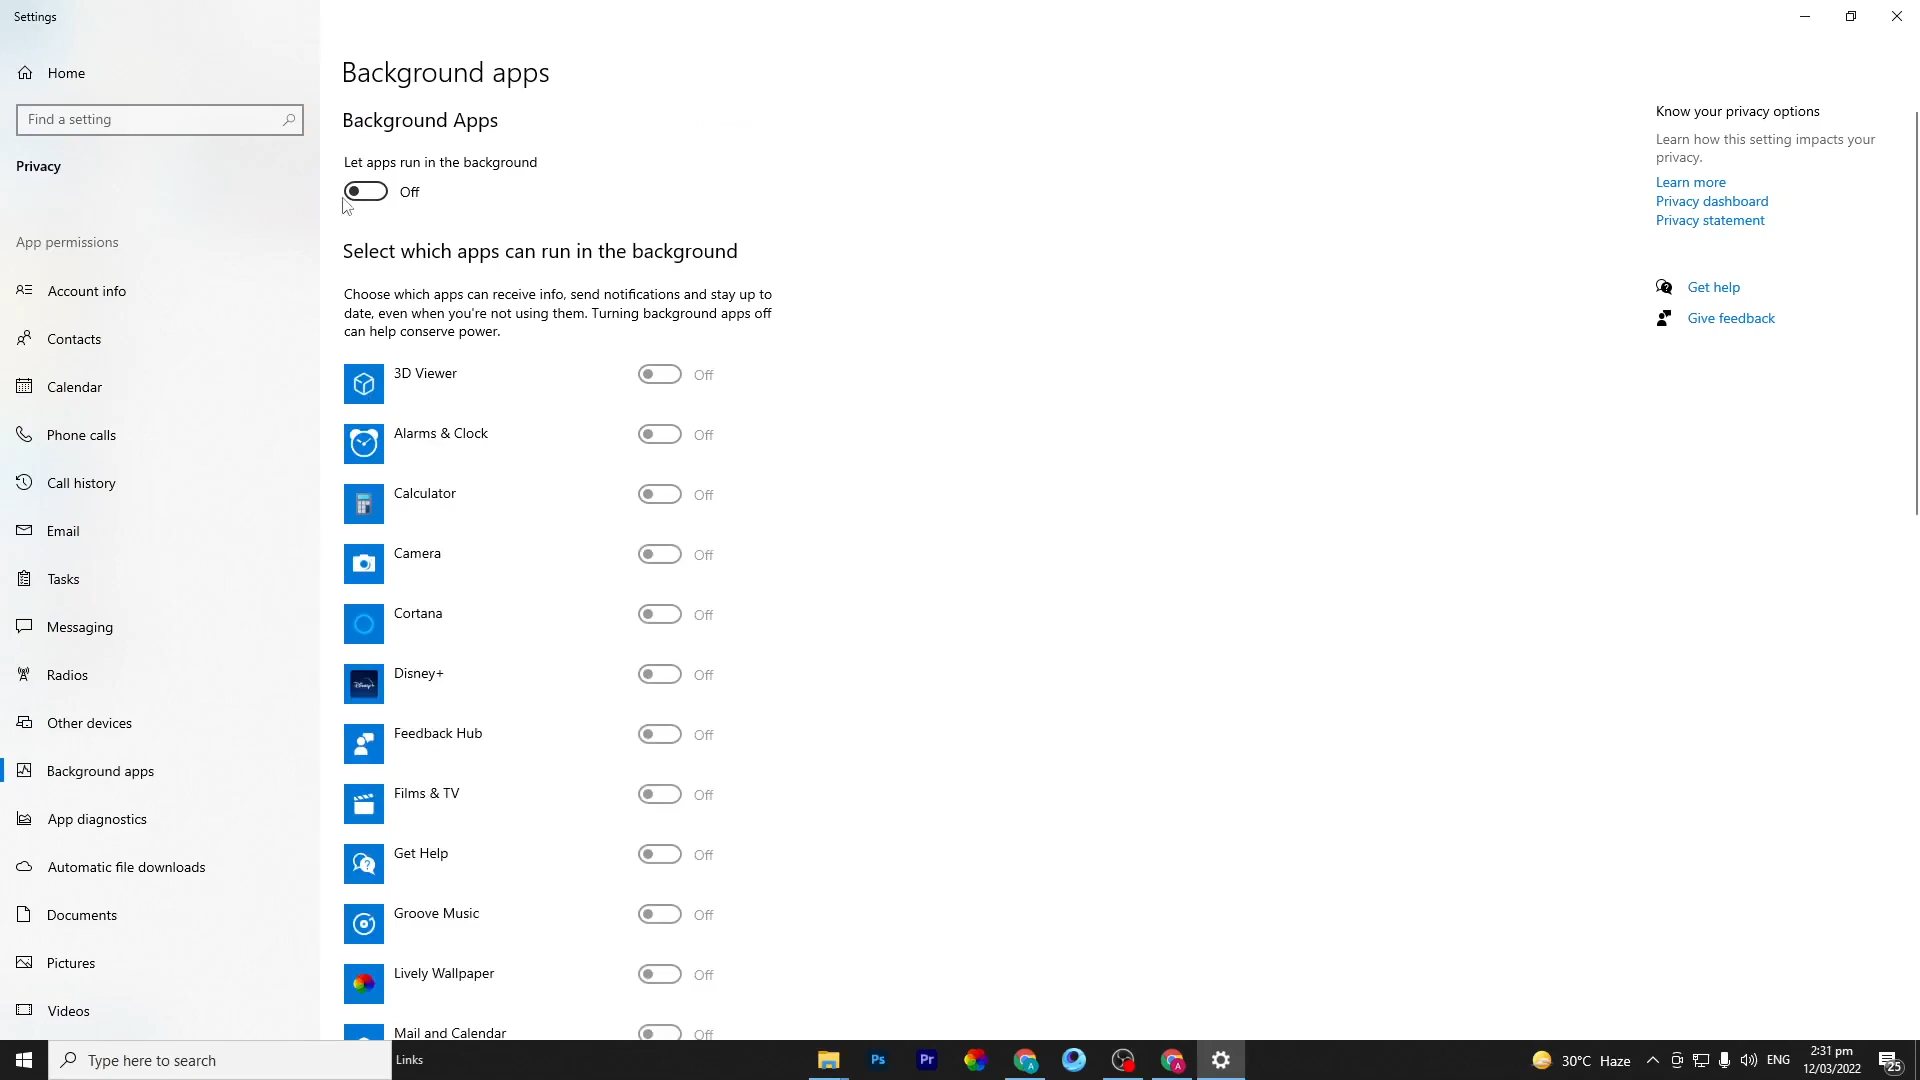 Settings
Home
Find a setting
Privacy
App permissions
Account info
Contacts
Calendar
Phone calls
Call history
Email
Tasks
Messaging
Radios
Other devices
Background apps
App diagnostics
Automatic file downloads
Documents
Pictures
Videos
Background apps
Background Apps
Let apps run in the background
Off
Select which apps can run in the background
Choose which apps can receive info, send notifications and stay up to
date, even when you're not using them. Turning background apps off
can help conserve power.
3D Viewer Off
Alarms & Clock Off
Calculator Off
Camera Off
Cortana Off
Disney+ Off
Feedback Hub Off
Films & TV Off
Get Help Off
Groove Music Off
Lively Wallpaper Off
Mail and Calendar Off
Know your privacy options
Learn how this setting impacts your
privacy.
Learn more
Privacy dashboard
Privacy statement
Get help
Give feedback
Type here to search
Links
Ps
Pr
A
A
30°C Haze
ENG
2:31 pm
12/03/2022
25